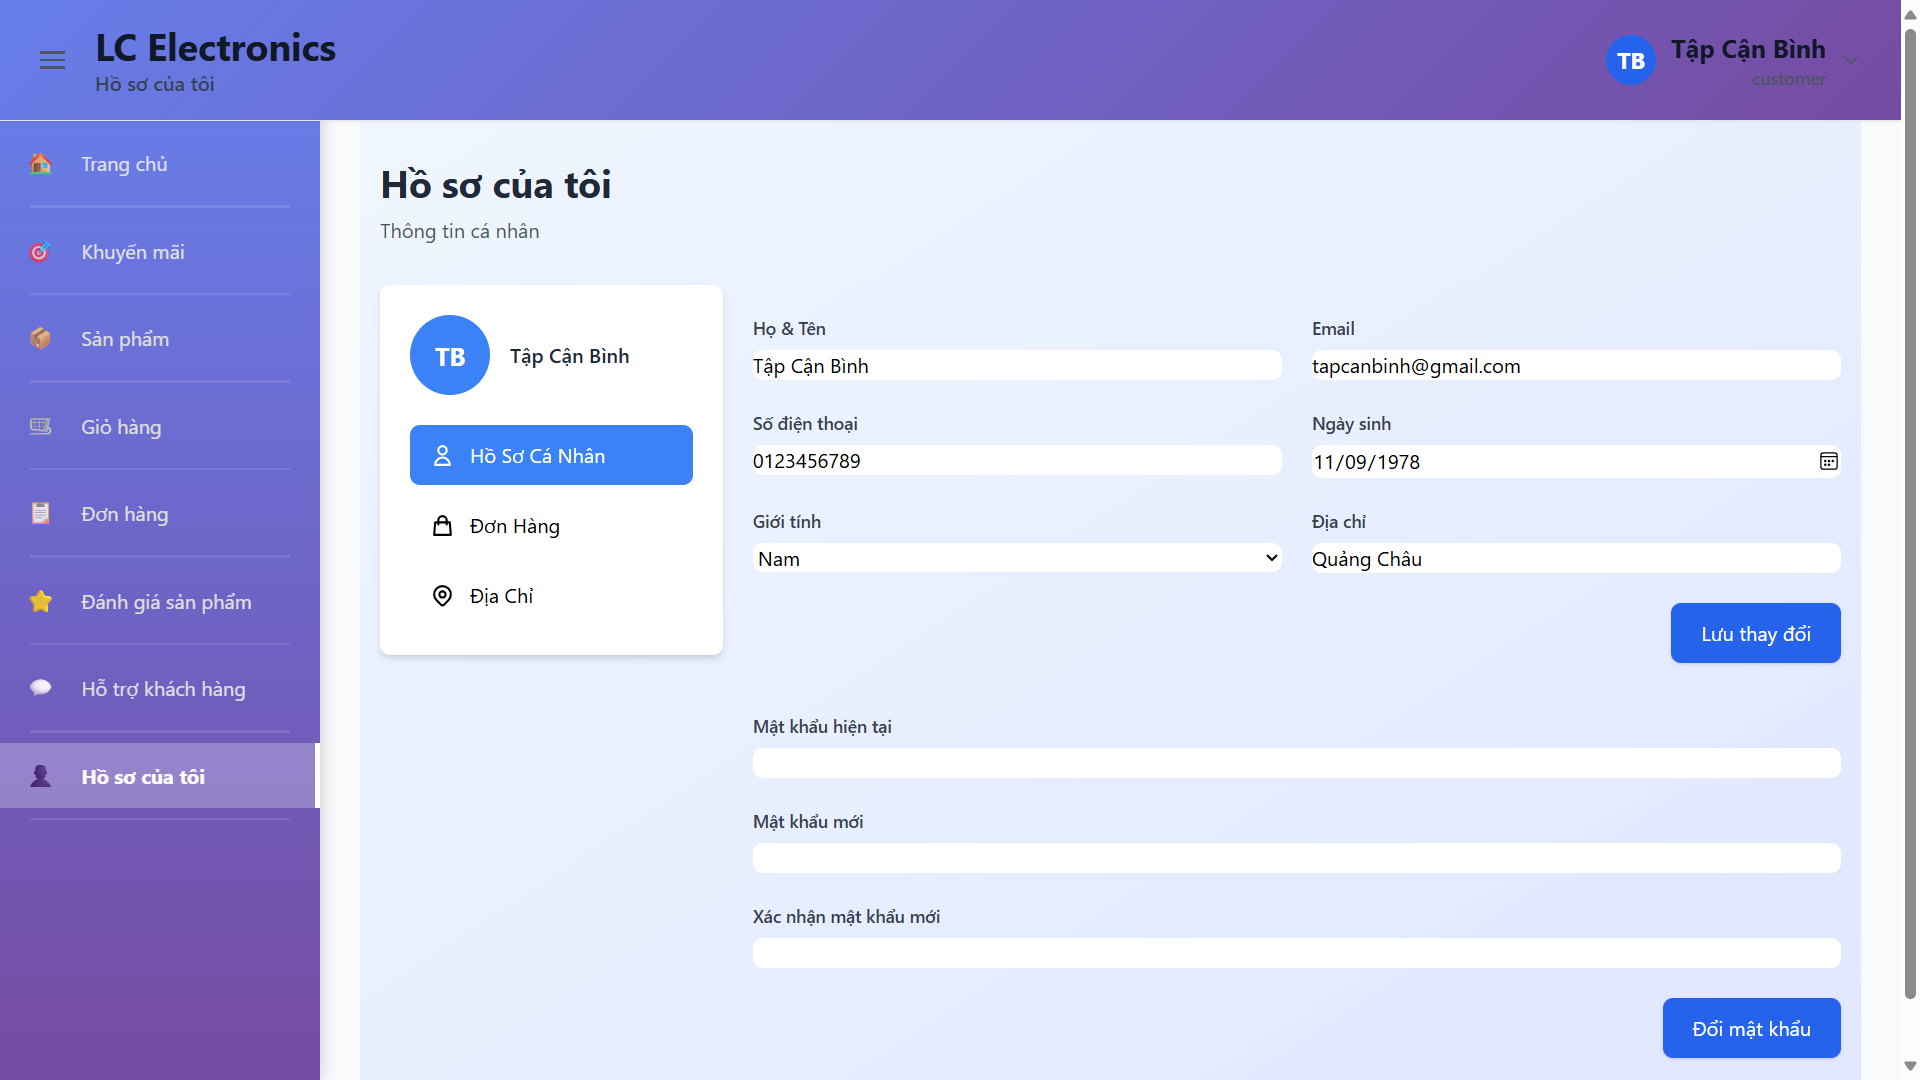 LC Electronics
Hồ sơ của tôi
TB
Tập Cận Bình
customer
Trang chủ
Khuyến mãi
Sản phẩm
Giỏ hàng
Đơn hàng
Đánh giá sản phẩm
Hỗ trợ khách hàng
Hồ sơ của tôi
Hồ sơ của tôi
Thông tin cá nhân
TB
Tập Cận Bình
Hồ Sơ Cá Nhân
Đơn Hàng
Địa Chỉ
Họ & Tên
Tập Cận Bình
Email
tapcanbinh@gmail.com
Số điện thoại
0123456789
Ngày sinh
11/09/1978
Giới tính
Nam
Địa chỉ
Quảng Châu
Lưu thay đổi
Mật khẩu hiện tại
Mật khẩu mới
Xác nhận mật khẩu mới
Đổi mật khẩu